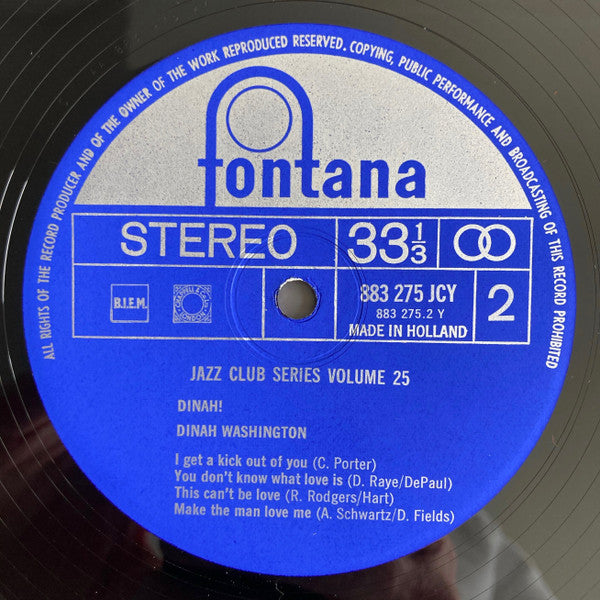 ALL RIGHTS OF THE RECORD PRODUCER AND OF THE OWNER OF THE WORK REPRODUCED RESERVED. COPYING, PUBLIC PERFORMANCE AND BROADCASTING OF THIS RECORD PROHIBITED
fontana
STEREO 33 1/3
B.I.E.M. 883 275 JCY 2
883 275.2 Y
MADE IN HOLLAND
JAZZ CLUB SERIES VOLUME 25
DINAH!
DINAH WASHINGTON
I get a kick out of you (C. Porter)
You don't know what love is (D. Raye/DePaul)
This can't be love (R. Rodgers/Hart)
Make the man love me (A. Schwartz/D. Fields)